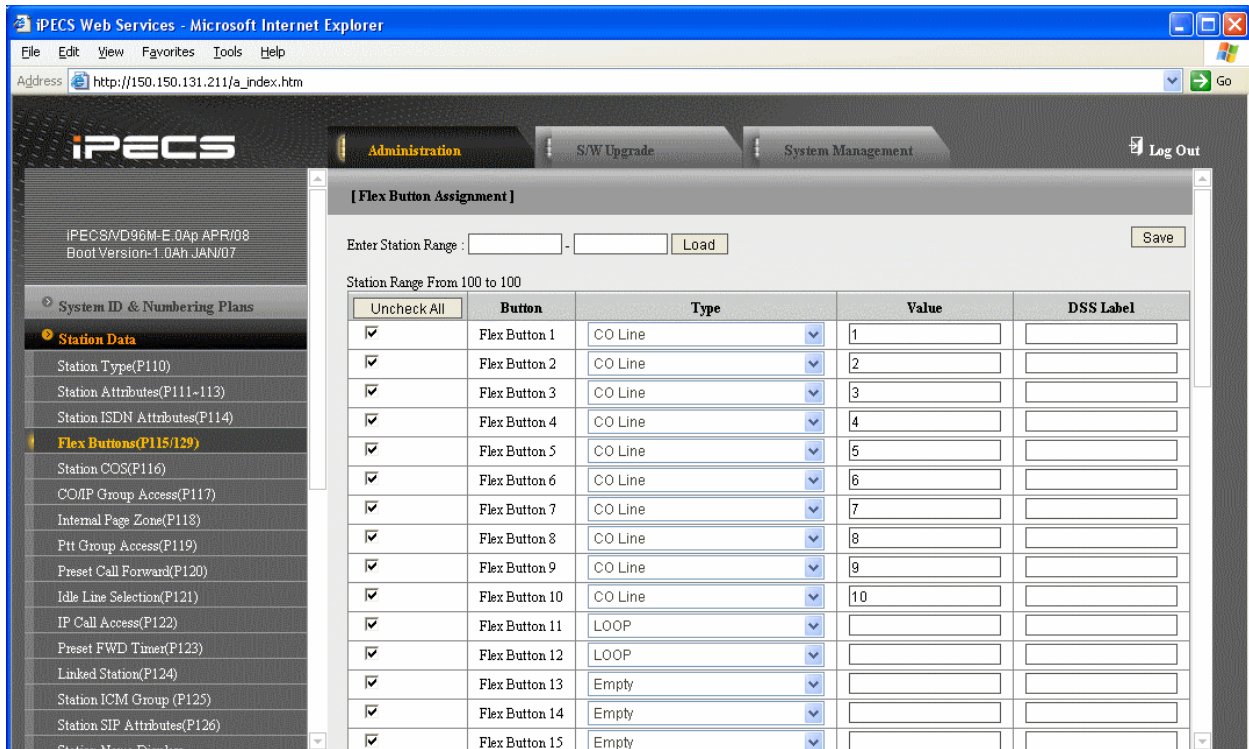 iPECS Web Services - Microsoft Internet Explorer
File Edit View Favorites Tools Help
Address http://150.150.131.211/a_index.htm Go
iPECS
Administration S/W Upgrade System Management Log Out
[ Flex Button Assignment ]
iPECS/VD96M-E.0Ap APR/08
Boot Version-1.0Ah JAN/07
Enter Station Range : - Load Save
Station Range From 100 to 100
System ID & Numbering Plans
Station Data
Station Type(P110)
Station Attributes(P111~113)
Station ISDN Attributes(P114)
Flex Buttons(P115/129)
Station COS(P116)
CO/IP Group Access(P117)
Internal Page Zone(P118)
Ptt Group Access(P119)
Preset Call Forward(P120)
Idle Line Selection(P121)
IP Call Access(P122)
Preset FWD Timer(P123)
Linked Station(P124)
Station ICM Group (P125)
Station SIP Attributes(P126)
Uncheck All Button Type Value DSS Label
Flex Button 1 CO Line 1
Flex Button 2 CO Line 2
Flex Button 3 CO Line 3
Flex Button 4 CO Line 4
Flex Button 5 CO Line 5
Flex Button 6 CO Line 6
Flex Button 7 CO Line 7
Flex Button 8 CO Line 8
Flex Button 9 CO Line 9
Flex Button 10 CO Line 10
Flex Button 11 LOOP
Flex Button 12 LOOP
Flex Button 13 Empty
Flex Button 14 Empty
Flex Button 15 Empty